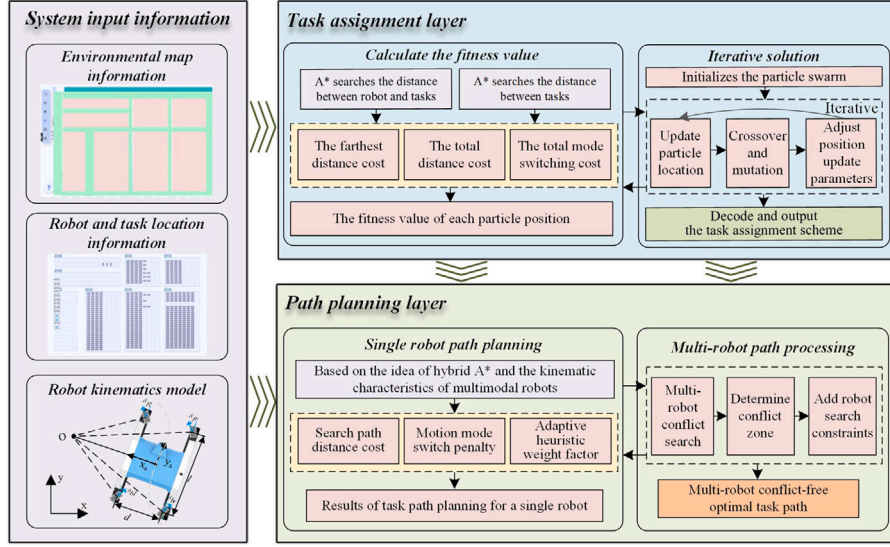 System input information
Environmental map
information
Robot and task location
information
Robot kinematics model
O
y
x
d
l
Task assignment layer
Calculate the fitness value
A* searches the distance
between robot and tasks
A* searches the distance
between tasks
The farthest
distance cost
The total
distance cost
The total mode
switching cost
The fitness value of each particle position
Iterative solution
Initializes the particle swarm
Iterative
Update
particle
location
Crossover
and
mutation
Adjust
position
update
parameters
Decode and output
the task assignment scheme
Path planning layer
Single robot path planning
Based on the idea of hybrid A* and the kinematic
characteristics of multimodal robots
Search path
distance cost
Motion mode
switch penalty
Adaptive
heuristic
weight factor
Results of task path planning for a single robot
Multi-robot path processing
Multi-
robot
conflict
search
Determine
conflict
zone
Add robot
search
constraints
Multi-robot conflict-free
optimal task path